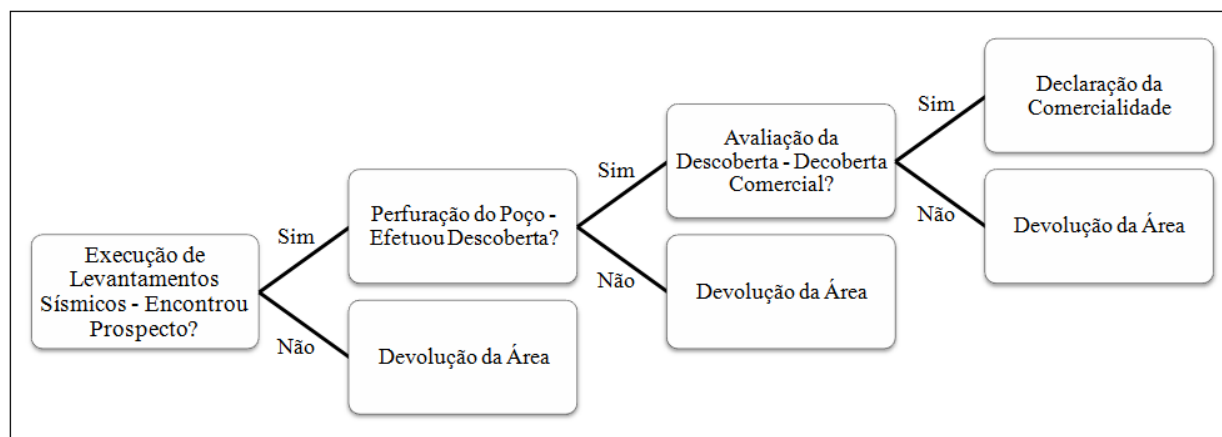 Execução de
Levantamentos
Sísmicos - Encontrou
Prospecto?
Sim
Não
Perfuração do Poço -
Efetuou Descoberta?
Devolução da Área
Sim
Não
Avaliação da
Descoberta - Decoberta
Comercial?
Devolução da Área
Sim
Não
Declaração da
Comercialidade
Devolução da Área